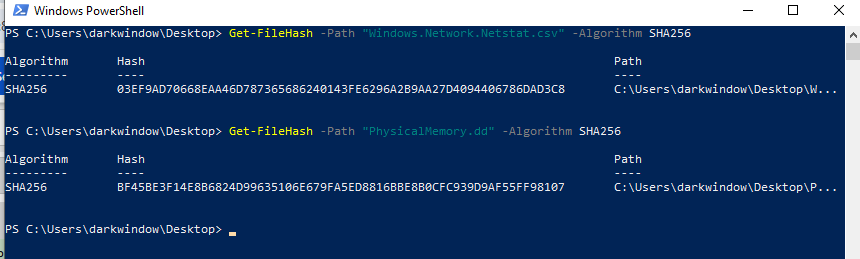 Windows PowerShell
PS C:\Users\darkwindow\Desktop> Get-FileHash -Path "Windows.Network.Netstat.csv" -Algorithm SHA256
Algorithm Hash Path
--------- ---- ----
SHA256 03EF9AD70668EAA46D787365686240143FE6296A2B9AA27D4094406786DAD3C8 C:\Users\darkwindow\Desktop\W...
PS C:\Users\darkwindow\Desktop> Get-FileHash -Path "PhysicalMemory.dd" -Algorithm SHA256
Algorithm Hash Path
--------- ---- ----
SHA256 BF45BE3F14E8B6824D99635106E679FA5ED8816BBE8B0CFC939D9AF55FF98107 C:\Users\darkwindow\Desktop\P...
PS C:\Users\darkwindow\Desktop>